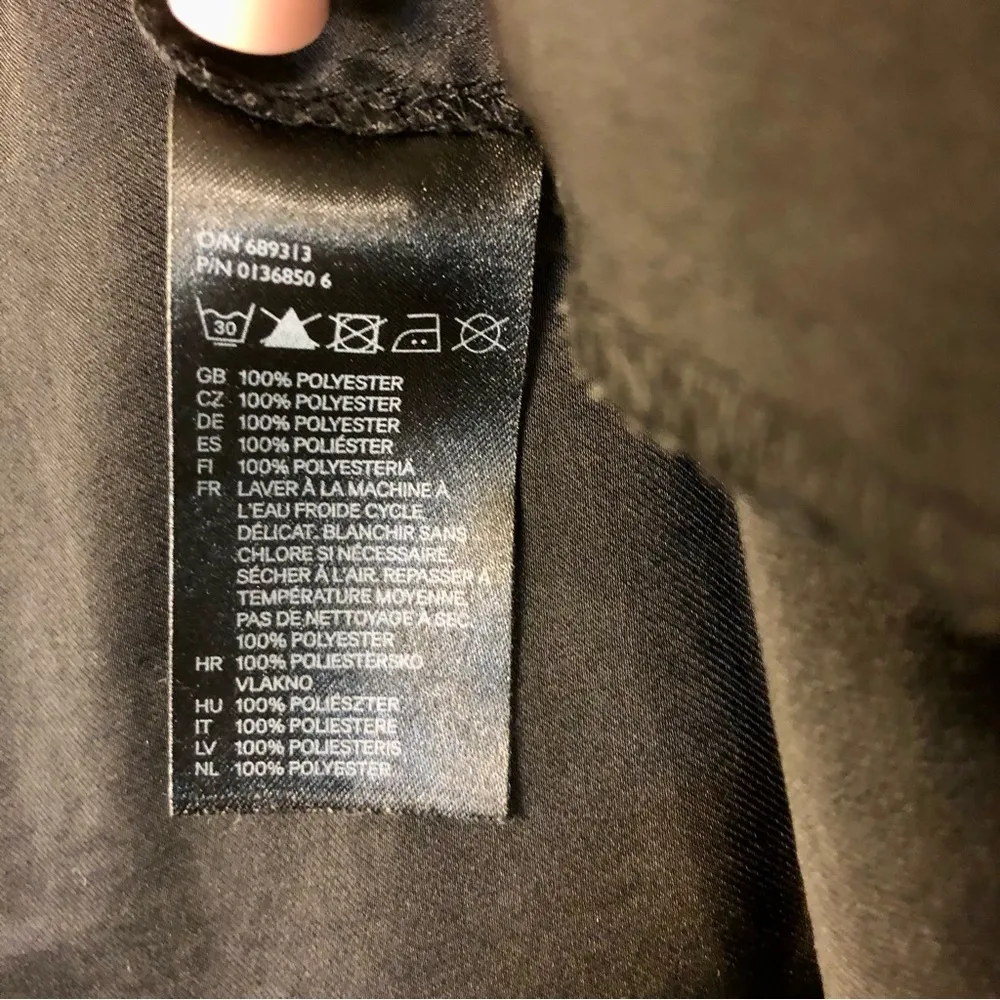 O/N 689313
P/N 0136850 6
30
GB 100% POLYESTER
CZ 100% POLYESTER
DE 100% POLYESTER
ES 100% POLIÉSTER
FI 100% POLYESTERIÄ
FR LAVER À LA MACHINE À
L'EAU FROIDE CYCLE
DÉLICAT. BLANCHIR SANS
CHLORE SI NÉCESSAIRE.
SÉCHER À L'AIR. REPASSER À
TEMPÉRATURE MOYENNE.
PAS DE NETTOYAGE À SEC.
100% POLYESTER
HR 100% POLIESTERSKO
VLAKNO
HU 100% POLIÉSZTER
IT 100% POLIESTERE
LV 100% POLIESTERIS
NL 100% POLYESTER